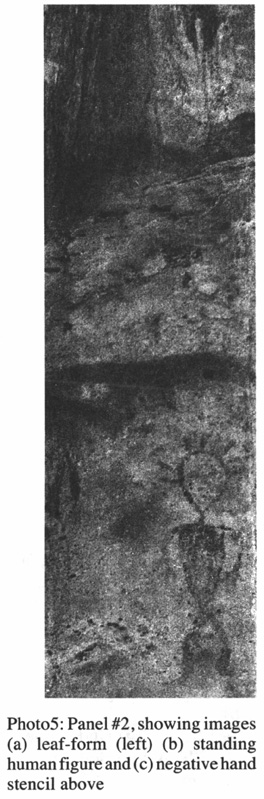 Photo5: Panel #2, showing images
(a) leaf-form (left) (b) standing
human figure and (c) negative hand
stencil above